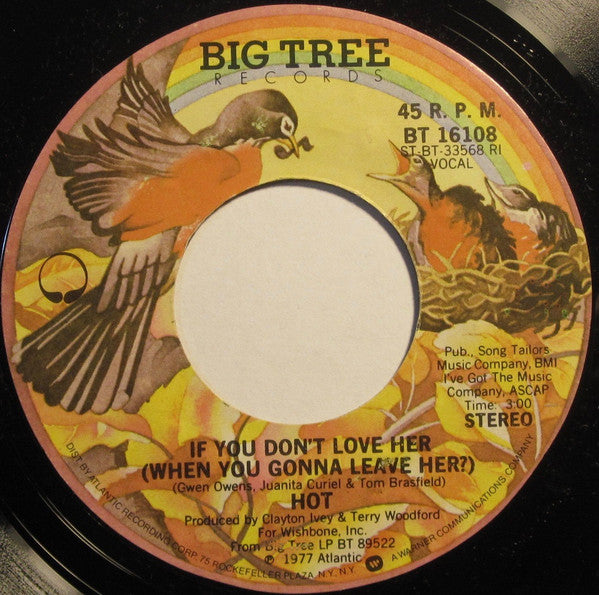 BIG TREE
RECORDS
45 R. P. M.
BT 16108
ST-BT-33568 RI
VOCAL
Pub., Song Tailors
Music Company, BMI
I've Got The Music
Company, ASCAP
Time: 3:00
STEREO
IF YOU DON'T LOVE HER
(WHEN YOU GONNA LEAVE HER?)
(Gwen Owens, Juanita Curiel & Tom Brasfield)
HOT
Produced by Clayton Ivey & Terry Woodford
For Wishbone, Inc.
From Big Tree LP BT 89522
℗ 1977 Atlantic
DIST. BY ATLANTIC RECORDING CORP. 75 ROCKEFELLER PLAZA, N.Y. N.Y.
A WARNER COMMUNICATIONS COMPANY